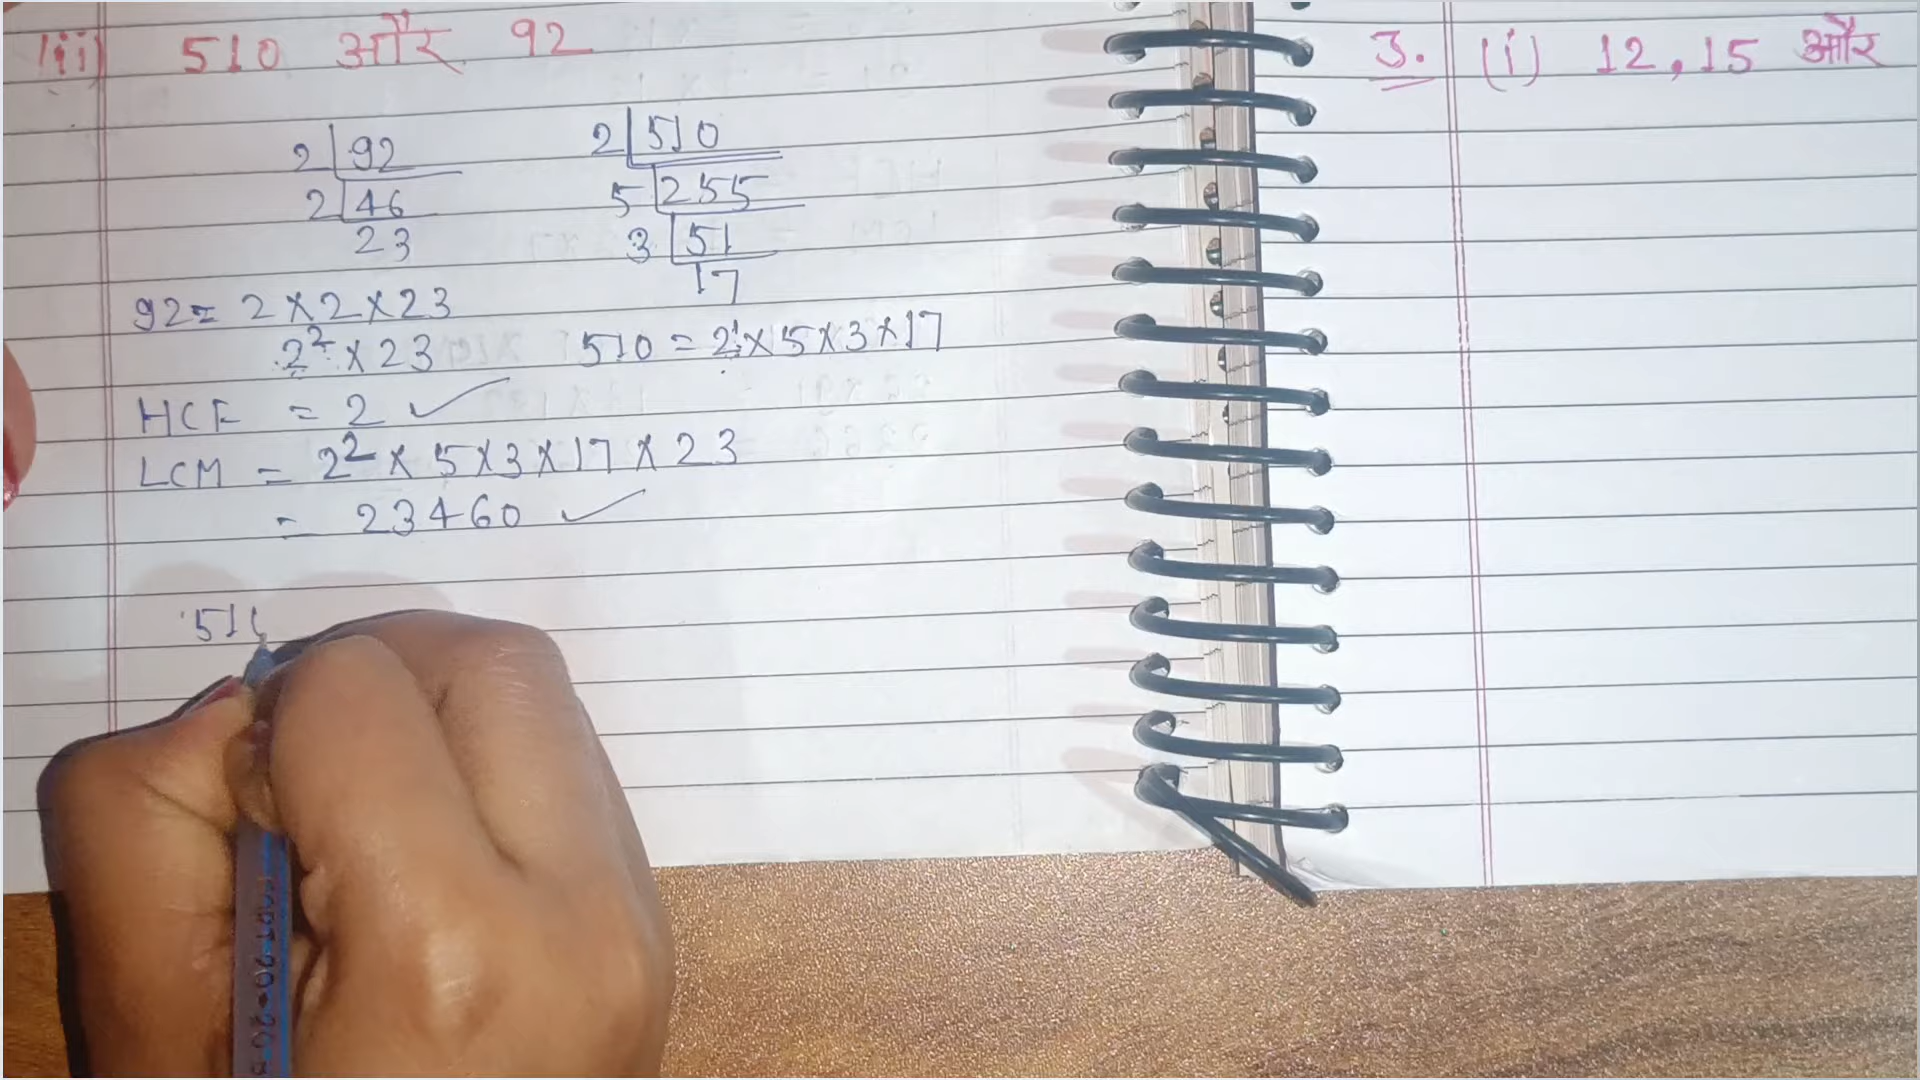 (ii) 510 और 92
2 | 92
2 | 46
23
2 | 510
5 | 255
3 | 51
17
92 = 2 × 2 × 23
2² × 23
510 = 2¹ × 5 × 3 × 17
HCF = 2 ✓
LCM = 2² × 5 × 3 × 17 × 23
= 23460 ✓
51
3. (i) 12, 15 और